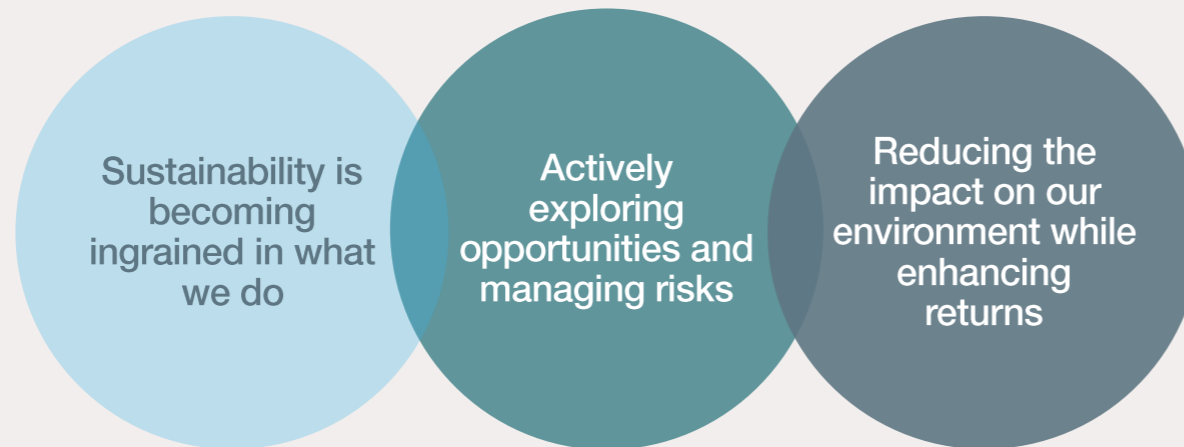 Sustainability is
becoming
ingrained in what
we do
Actively
exploring
opportunities and
managing risks
Reducing the
impact on our
environment while
enhancing
returns